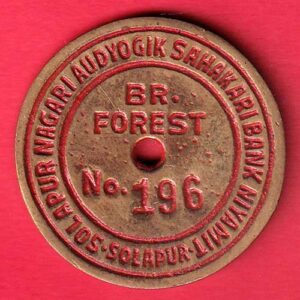 SOLAPUR NAGARI AUDYOGIK SAHAKARI BANK NIYAMIT
·SOLAPUR·
BR.
FOREST
No. 196